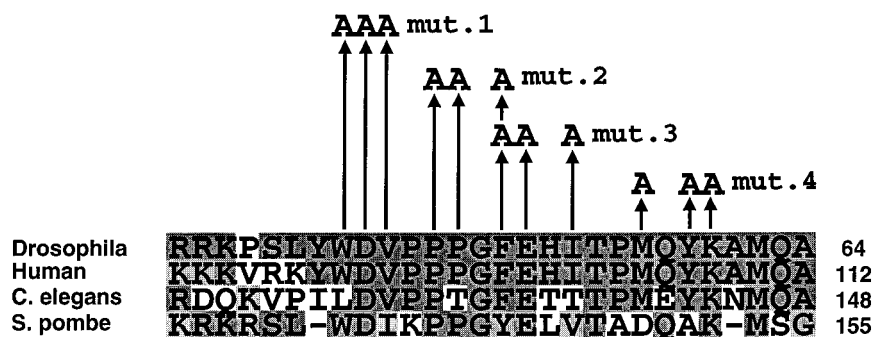 AAA mut.1
AA A mut.2
AA A mut.3
A AA mut.4
Drosophila RRKPSLYWDVPPPGFEHITPMQYKAMQA 64
Human KKKVRKYWDVPPPGFEHITPMQYKAMQA 112
C. elegans RDQKVPILDVPPTGFETTTPMEYKNMQA 148
S. pombe KRKRSL-WDIKPPGYELVTADQAK-MSG 155